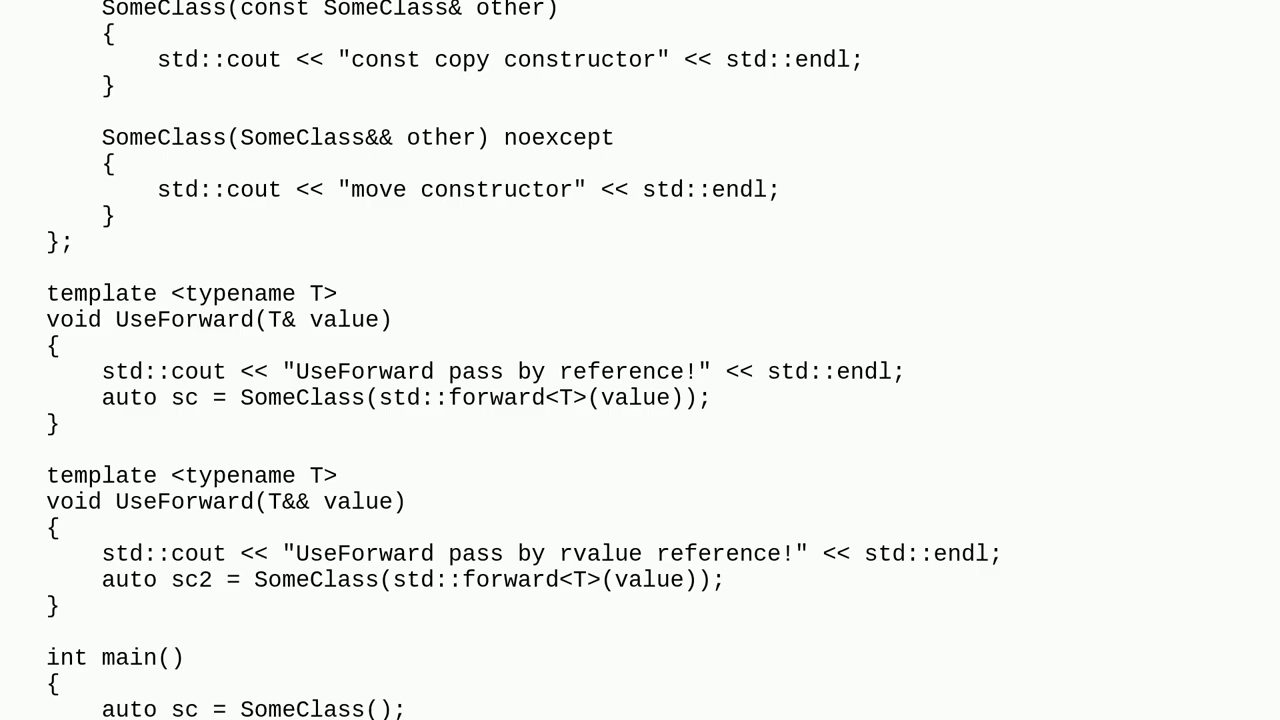 SomeClass(const SomeClass& other)
{
std::cout << "const copy constructor" << std::endl;
}
SomeClass(SomeClass&& other) noexcept
{
std::cout << "move constructor" << std::endl;
}
};
template <typename T>
void UseForward(T& value)
{
std::cout << "UseForward pass by reference!" << std::endl;
auto sc = SomeClass(std::forward<T>(value));
}
template <typename T>
void UseForward(T&& value)
{
std::cout << "UseForward pass by rvalue reference!" << std::endl;
auto sc2 = SomeClass(std::forward<T>(value));
}
int main()
{
auto sc = SomeClass();